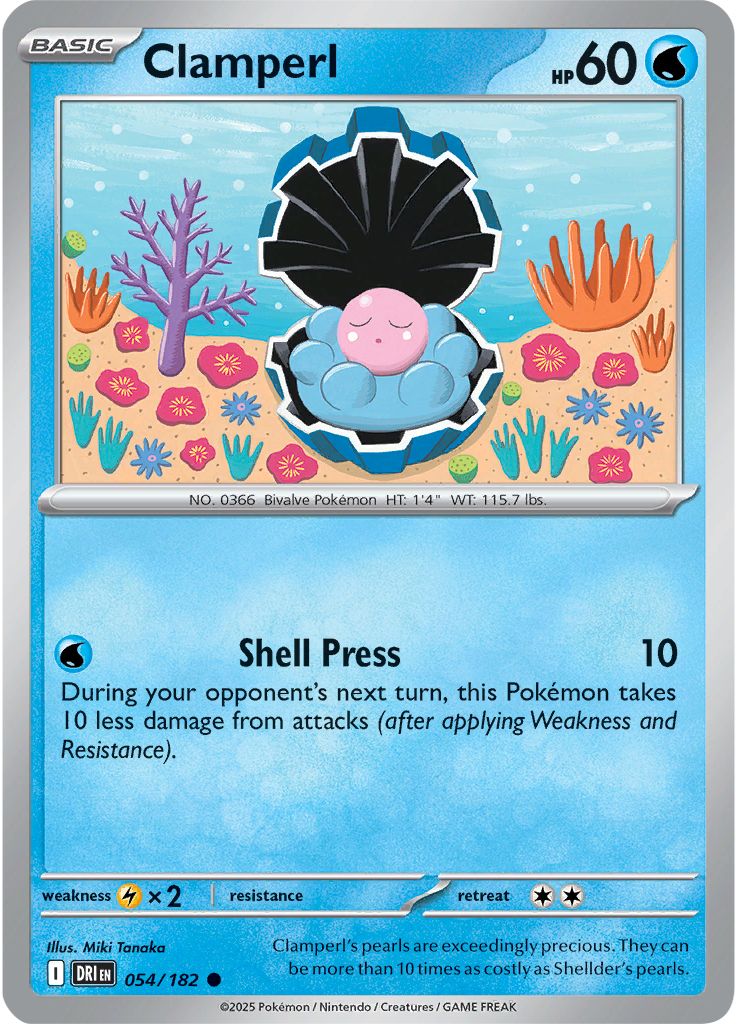 BASIC Clamperl HP 60
NO. 0366 Bivalve Pokémon HT: 1'4" WT: 115.7 lbs.
Shell Press 10
During your opponent's next turn, this Pokémon takes
10 less damage from attacks (after applying Weakness and
Resistance).
weakness ×2 resistance retreat
Illus. Miki Tanaka
Clamperl's pearls are exceedingly precious. They can
be more than 10 times as costly as Shellder's pearls.
I DRI EN 054/182
©2025 Pokémon / Nintendo / Creatures / GAME FREAK